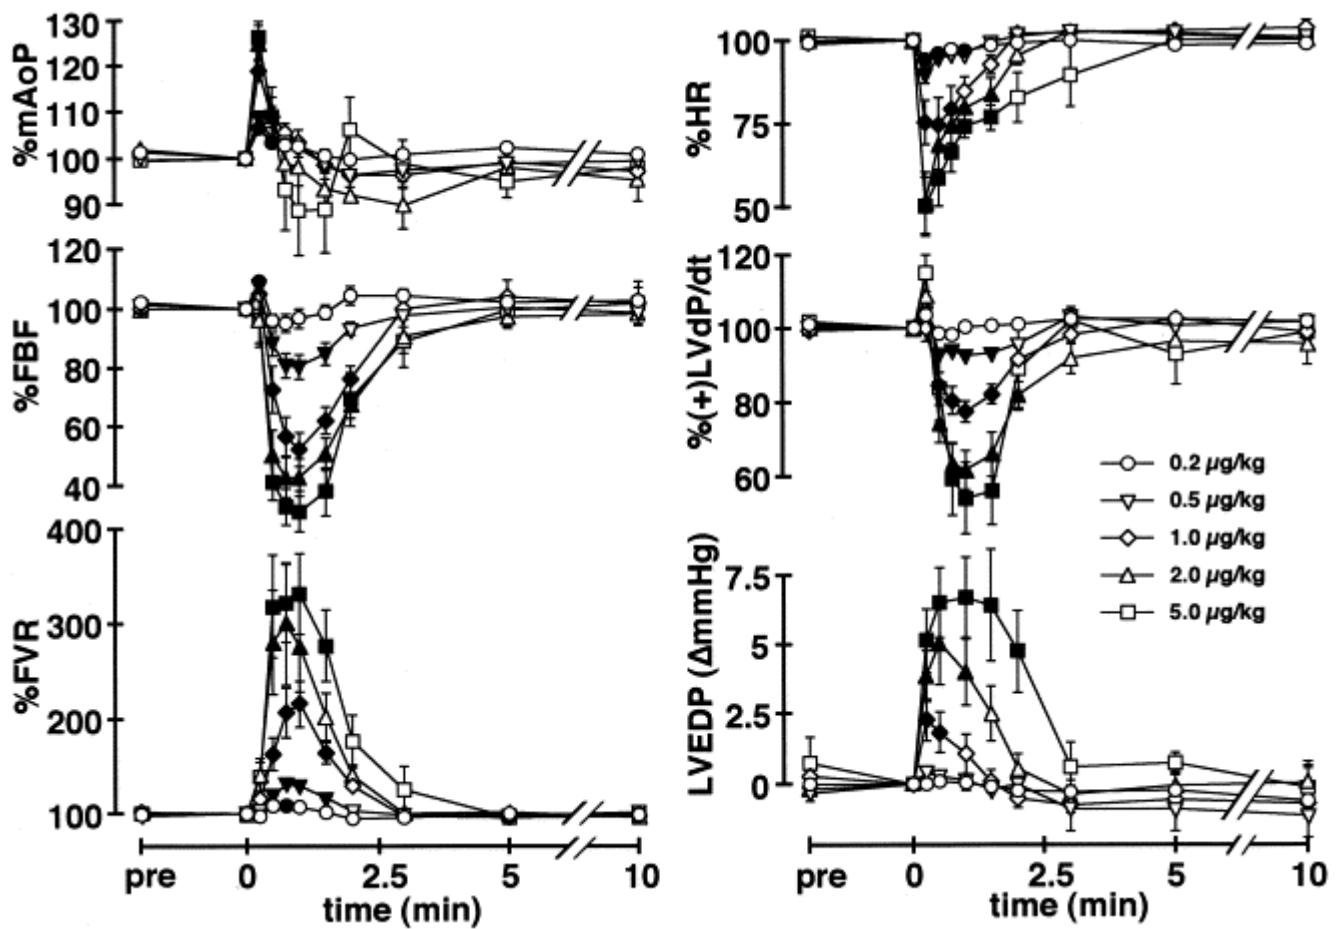 %mAoP
130
120
110
100
90
%FBF
120
100
80
60
40
%FVR
400
300
200
100
pre 0 2.5 5 10
time (min)
%HR
100
75
50
%(+)LVdP/dt
120
100
80
60
0.2 µg/kg
0.5 µg/kg
1.0 µg/kg
2.0 µg/kg
5.0 µg/kg
LVEDP (ΔmmHg)
7.5
5
2.5
0
pre 0 2.5 5 10
time (min)